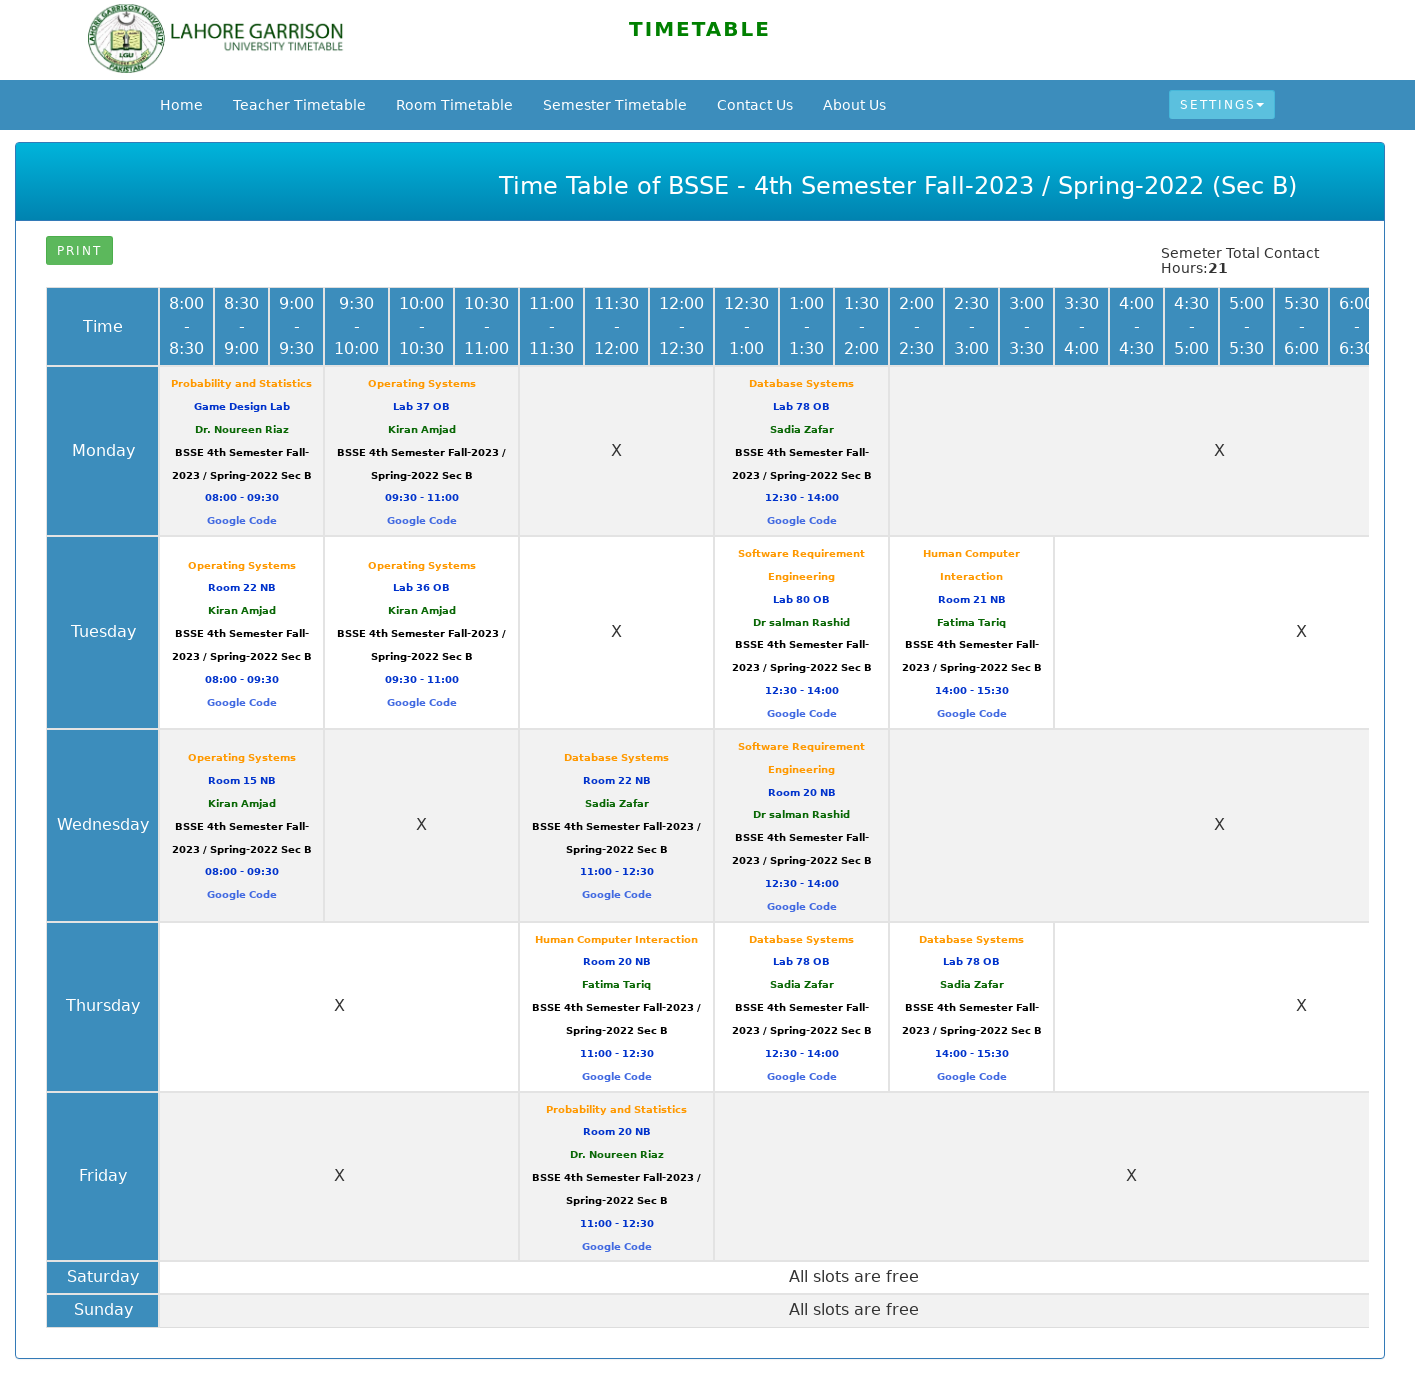 LAHORE GARRISON
UNIVERSITY TIMETABLE
TIMETABLE
Home Teacher Timetable Room Timetable Semester Timetable Contact Us About Us SETTINGS
Time Table of BSSE - 4th Semester Fall-2023 / Spring-2022 (Sec B)
PRINT
Semeter Total Contact
Hours:21
Time
8:00 - 8:30
8:30 - 9:00
9:00 - 9:30
9:30 - 10:00
10:00 - 10:30
10:30 - 11:00
11:00 - 11:30
11:30 - 12:00
12:00 - 12:30
12:30 - 1:00
1:00 - 1:30
1:30 - 2:00
2:00 - 2:30
2:30 - 3:00
3:00 - 3:30
3:30 - 4:00
4:00 - 4:30
4:30 - 5:00
5:00 - 5:30
5:30 - 6:00
6:00 - 6:30
Monday
Probability and Statistics
Game Design Lab
Dr. Noureen Riaz
BSSE 4th Semester Fall-
2023 / Spring-2022 Sec B
08:00 - 09:30
Google Code
Operating Systems
Lab 37 OB
Kiran Amjad
BSSE 4th Semester Fall-2023 /
Spring-2022 Sec B
09:30 - 11:00
Google Code
X
Database Systems
Lab 78 OB
Sadia Zafar
BSSE 4th Semester Fall-
2023 / Spring-2022 Sec B
12:30 - 14:00
Google Code
X
Tuesday
Operating Systems
Room 22 NB
Kiran Amjad
BSSE 4th Semester Fall-
2023 / Spring-2022 Sec B
08:00 - 09:30
Google Code
Operating Systems
Lab 36 OB
Kiran Amjad
BSSE 4th Semester Fall-2023 /
Spring-2022 Sec B
09:30 - 11:00
Google Code
X
Software Requirement
Engineering
Lab 80 OB
Dr salman Rashid
BSSE 4th Semester Fall-
2023 / Spring-2022 Sec B
12:30 - 14:00
Google Code
Human Computer
Interaction
Room 21 NB
Fatima Tariq
BSSE 4th Semester Fall-
2023 / Spring-2022 Sec B
14:00 - 15:30
Google Code
X
Wednesday
Operating Systems
Room 15 NB
Kiran Amjad
BSSE 4th Semester Fall-
2023 / Spring-2022 Sec B
08:00 - 09:30
Google Code
X
Database Systems
Room 22 NB
Sadia Zafar
BSSE 4th Semester Fall-2023 /
Spring-2022 Sec B
11:00 - 12:30
Google Code
Software Requirement
Engineering
Room 20 NB
Dr salman Rashid
BSSE 4th Semester Fall-
2023 / Spring-2022 Sec B
12:30 - 14:00
Google Code
X
Thursday
X
Human Computer Interaction
Room 20 NB
Fatima Tariq
BSSE 4th Semester Fall-2023 /
Spring-2022 Sec B
11:00 - 12:30
Google Code
Database Systems
Lab 78 OB
Sadia Zafar
BSSE 4th Semester Fall-
2023 / Spring-2022 Sec B
12:30 - 14:00
Google Code
Database Systems
Lab 78 OB
Sadia Zafar
BSSE 4th Semester Fall-
2023 / Spring-2022 Sec B
14:00 - 15:30
Google Code
X
Friday
X
Probability and Statistics
Room 20 NB
Dr. Noureen Riaz
BSSE 4th Semester Fall-2023 /
Spring-2022 Sec B
11:00 - 12:30
Google Code
X
Saturday
All slots are free
Sunday
All slots are free